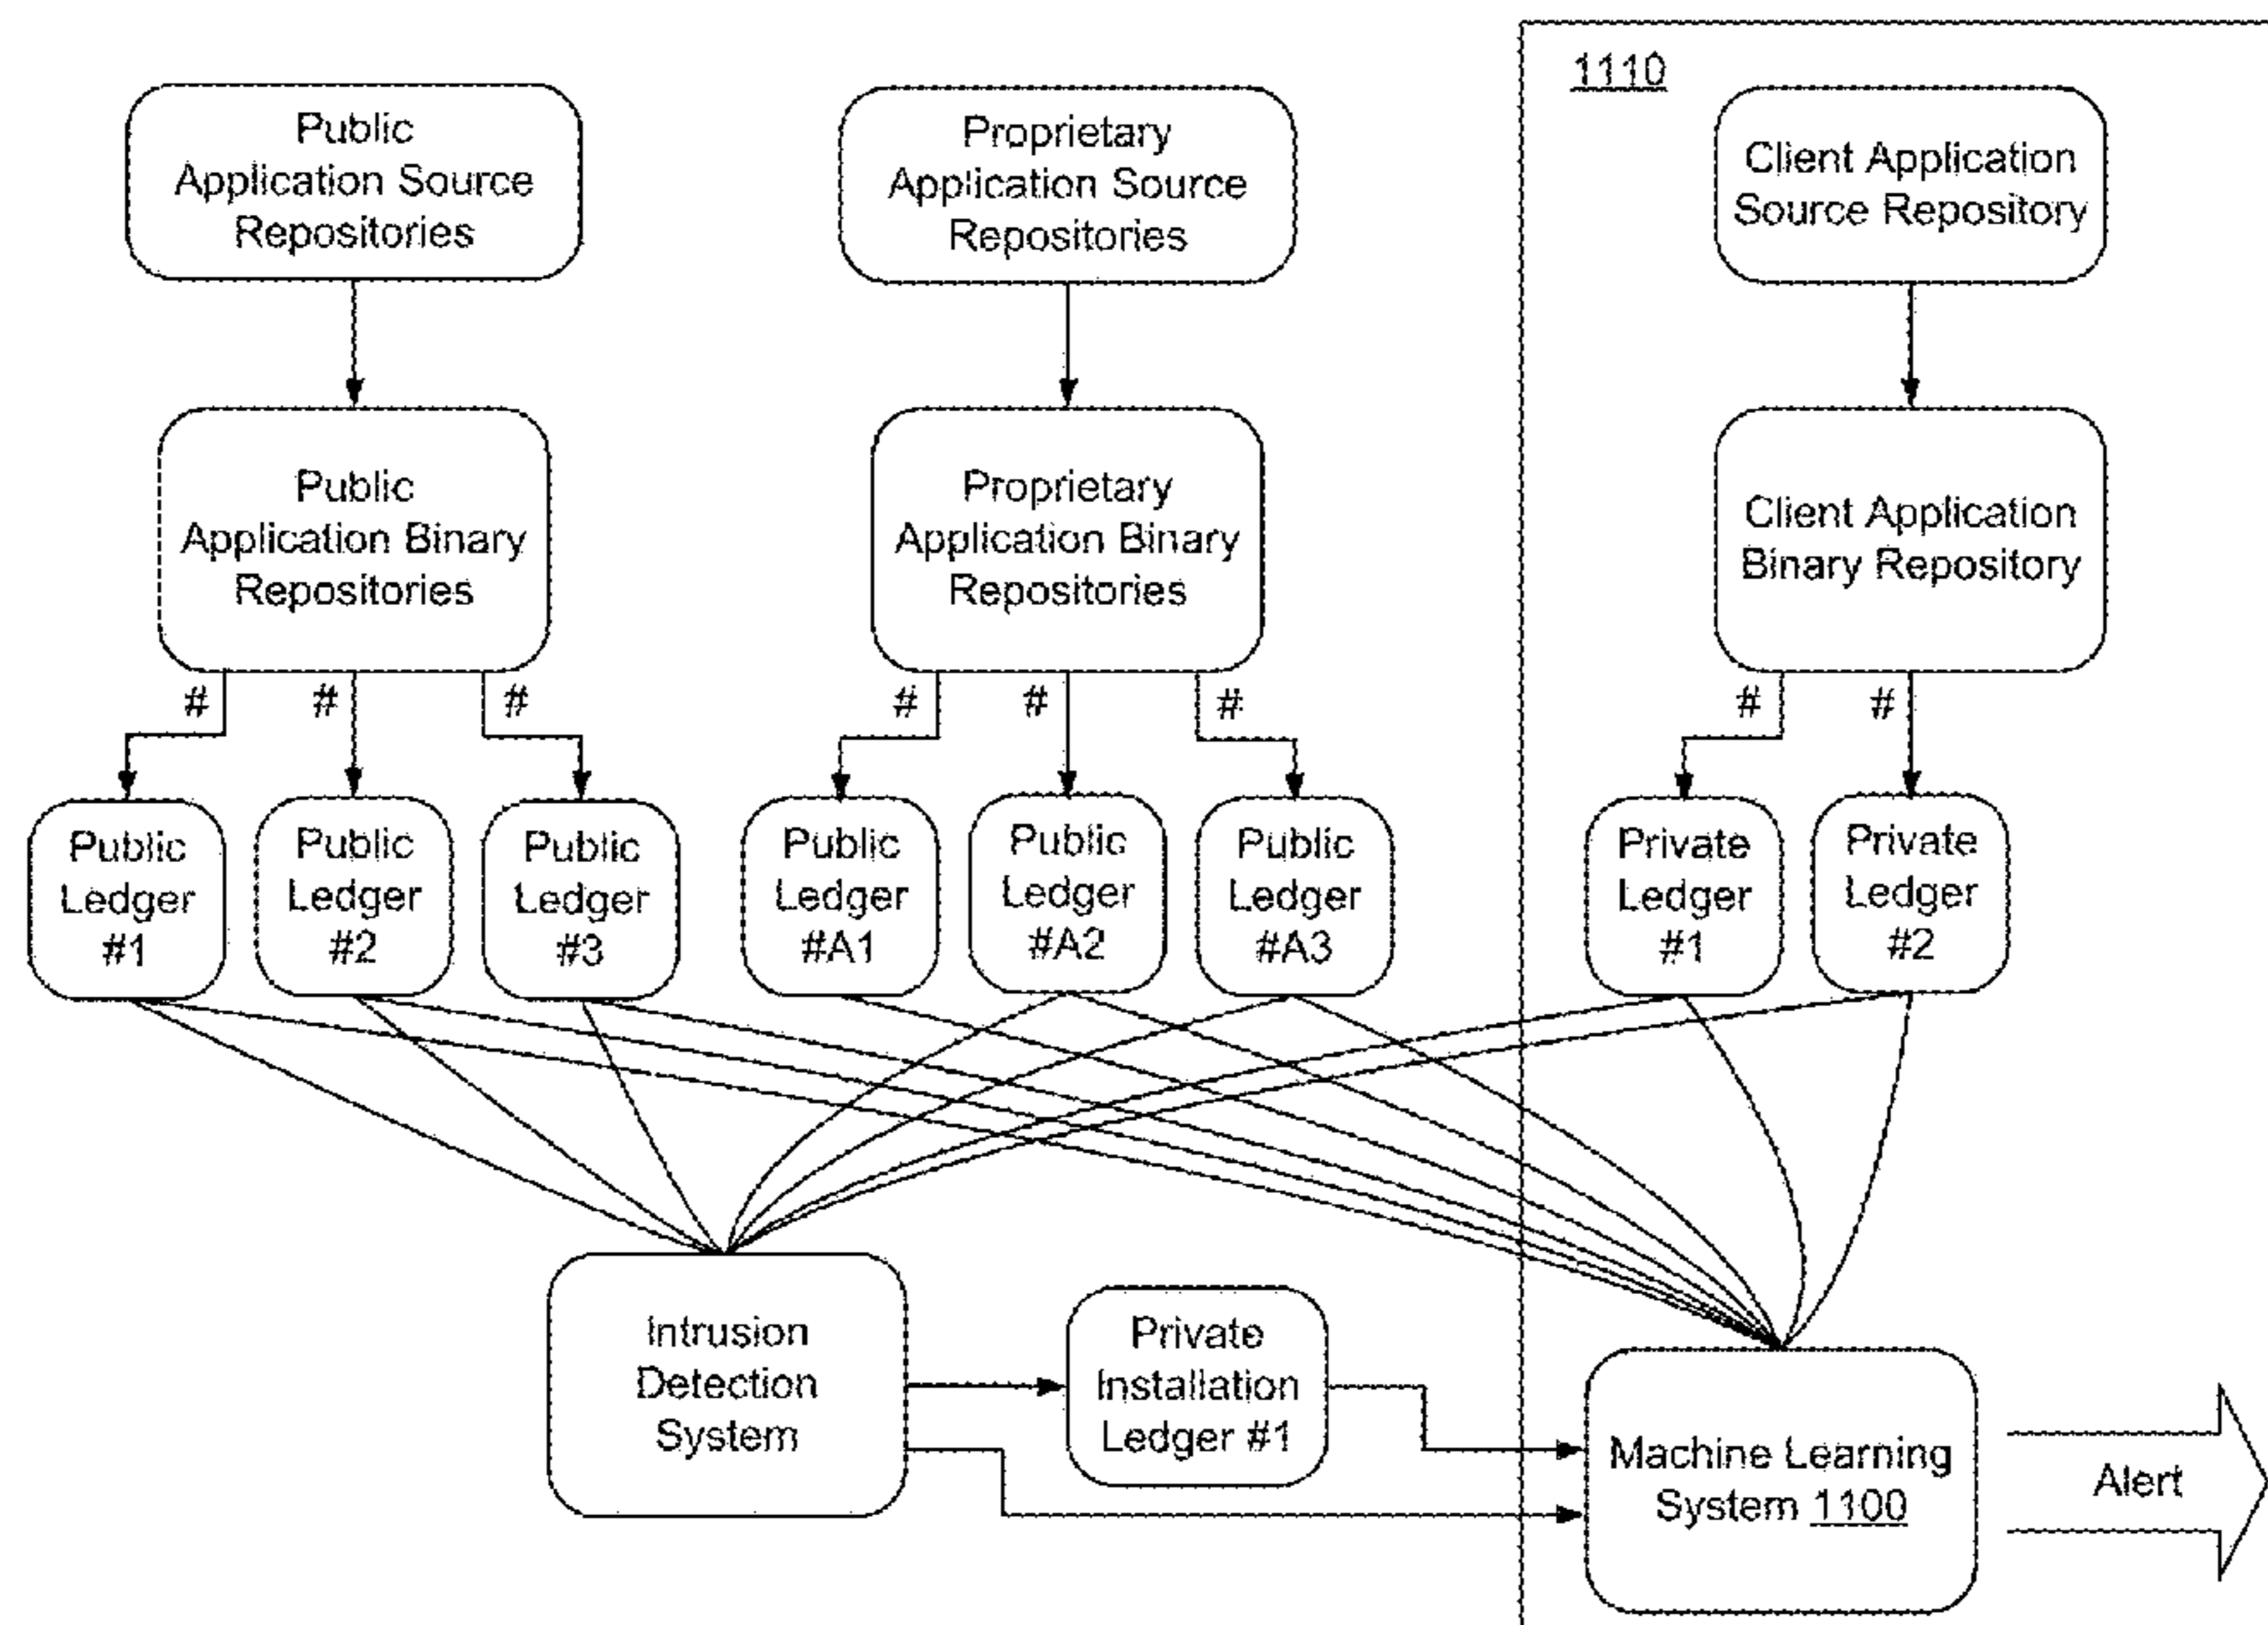 1110
Public
Application Source
Repositories
Proprietary
Application Source
Repositories
Client Application
Source Repository
Public
Application Binary
Repositories
Proprietary
Application Binary
Repositories
Client Application
Binary Repository
#
#
#
#
#
#
#
#
Public
Ledger
#1
Public
Ledger
#2
Public
Ledger
#3
Public
Ledger
#A1
Public
Ledger
#A2
Public
Ledger
#A3
Private
Ledger
#1
Private
Ledger
#2
Intrusion
Detection
System
Private
Installation
Ledger #1
Machine Learning
System 1100
Alert